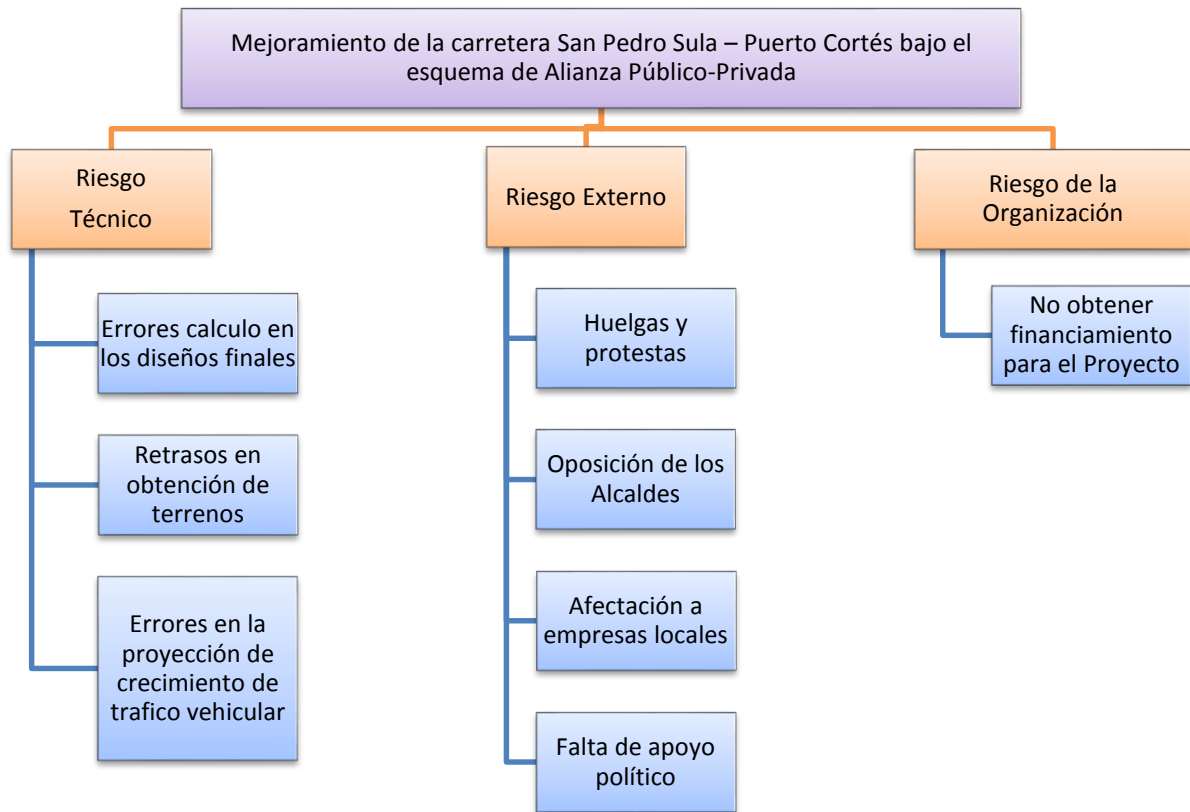 Mejoramiento de la carretera San Pedro Sula – Puerto Cortés bajo el
esquema de Alianza Público-Privada
Riesgo
Técnico
Errores calculo en
los diseños finales
Retrasos en
obtención de
terrenos
Errores en la
proyección de
crecimiento de
trafico vehicular
Riesgo Externo
Huelgas y
protestas
Oposición de los
Alcaldes
Afectación a
empresas locales
Falta de apoyo
político
Riesgo de la
Organización
No obtener
financiamiento
para el Proyecto